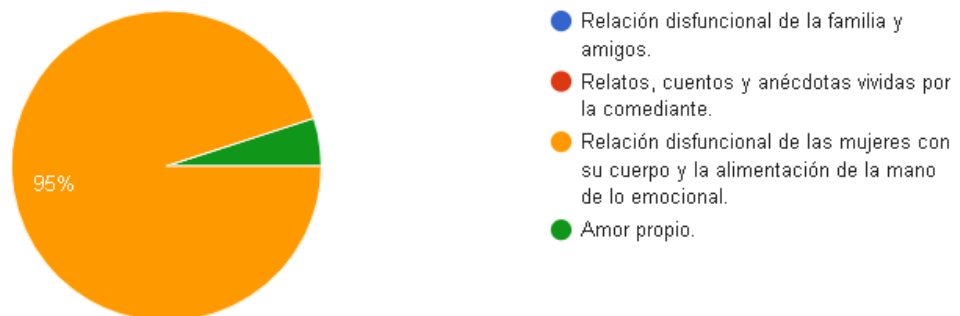 95%
Relación disfuncional de la familia y
amigos.
Relatos, cuentos y anécdotas vividas por
la comediante.
Relación disfuncional de las mujeres con
su cuerpo y la alimentación de la mano
de lo emocional.
Amor propio.